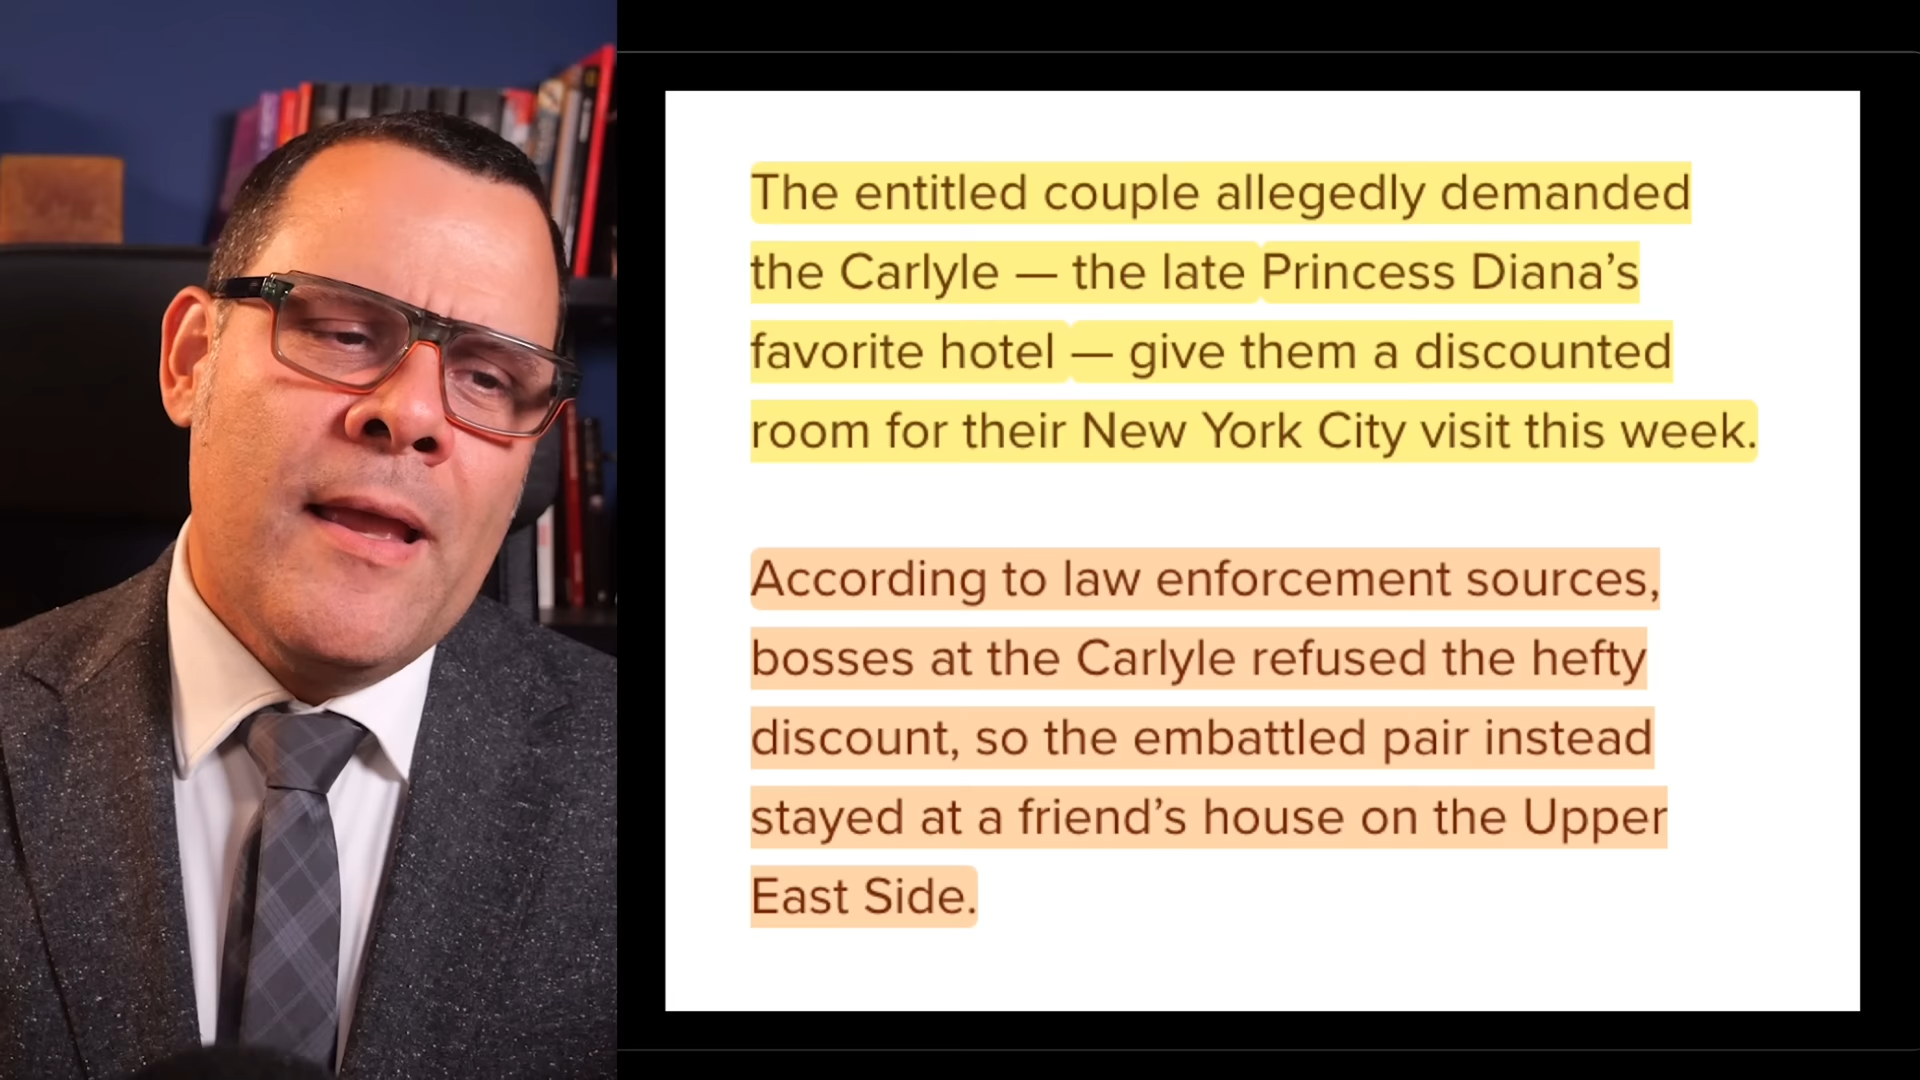 The entitled couple allegedly demanded
the Carlyle — the late Princess Diana’s
favorite hotel — give them a discounted
room for their New York City visit this week.
According to law enforcement sources,
bosses at the Carlyle refused the hefty
discount, so the embattled pair instead
stayed at a friend’s house on the Upper
East Side.